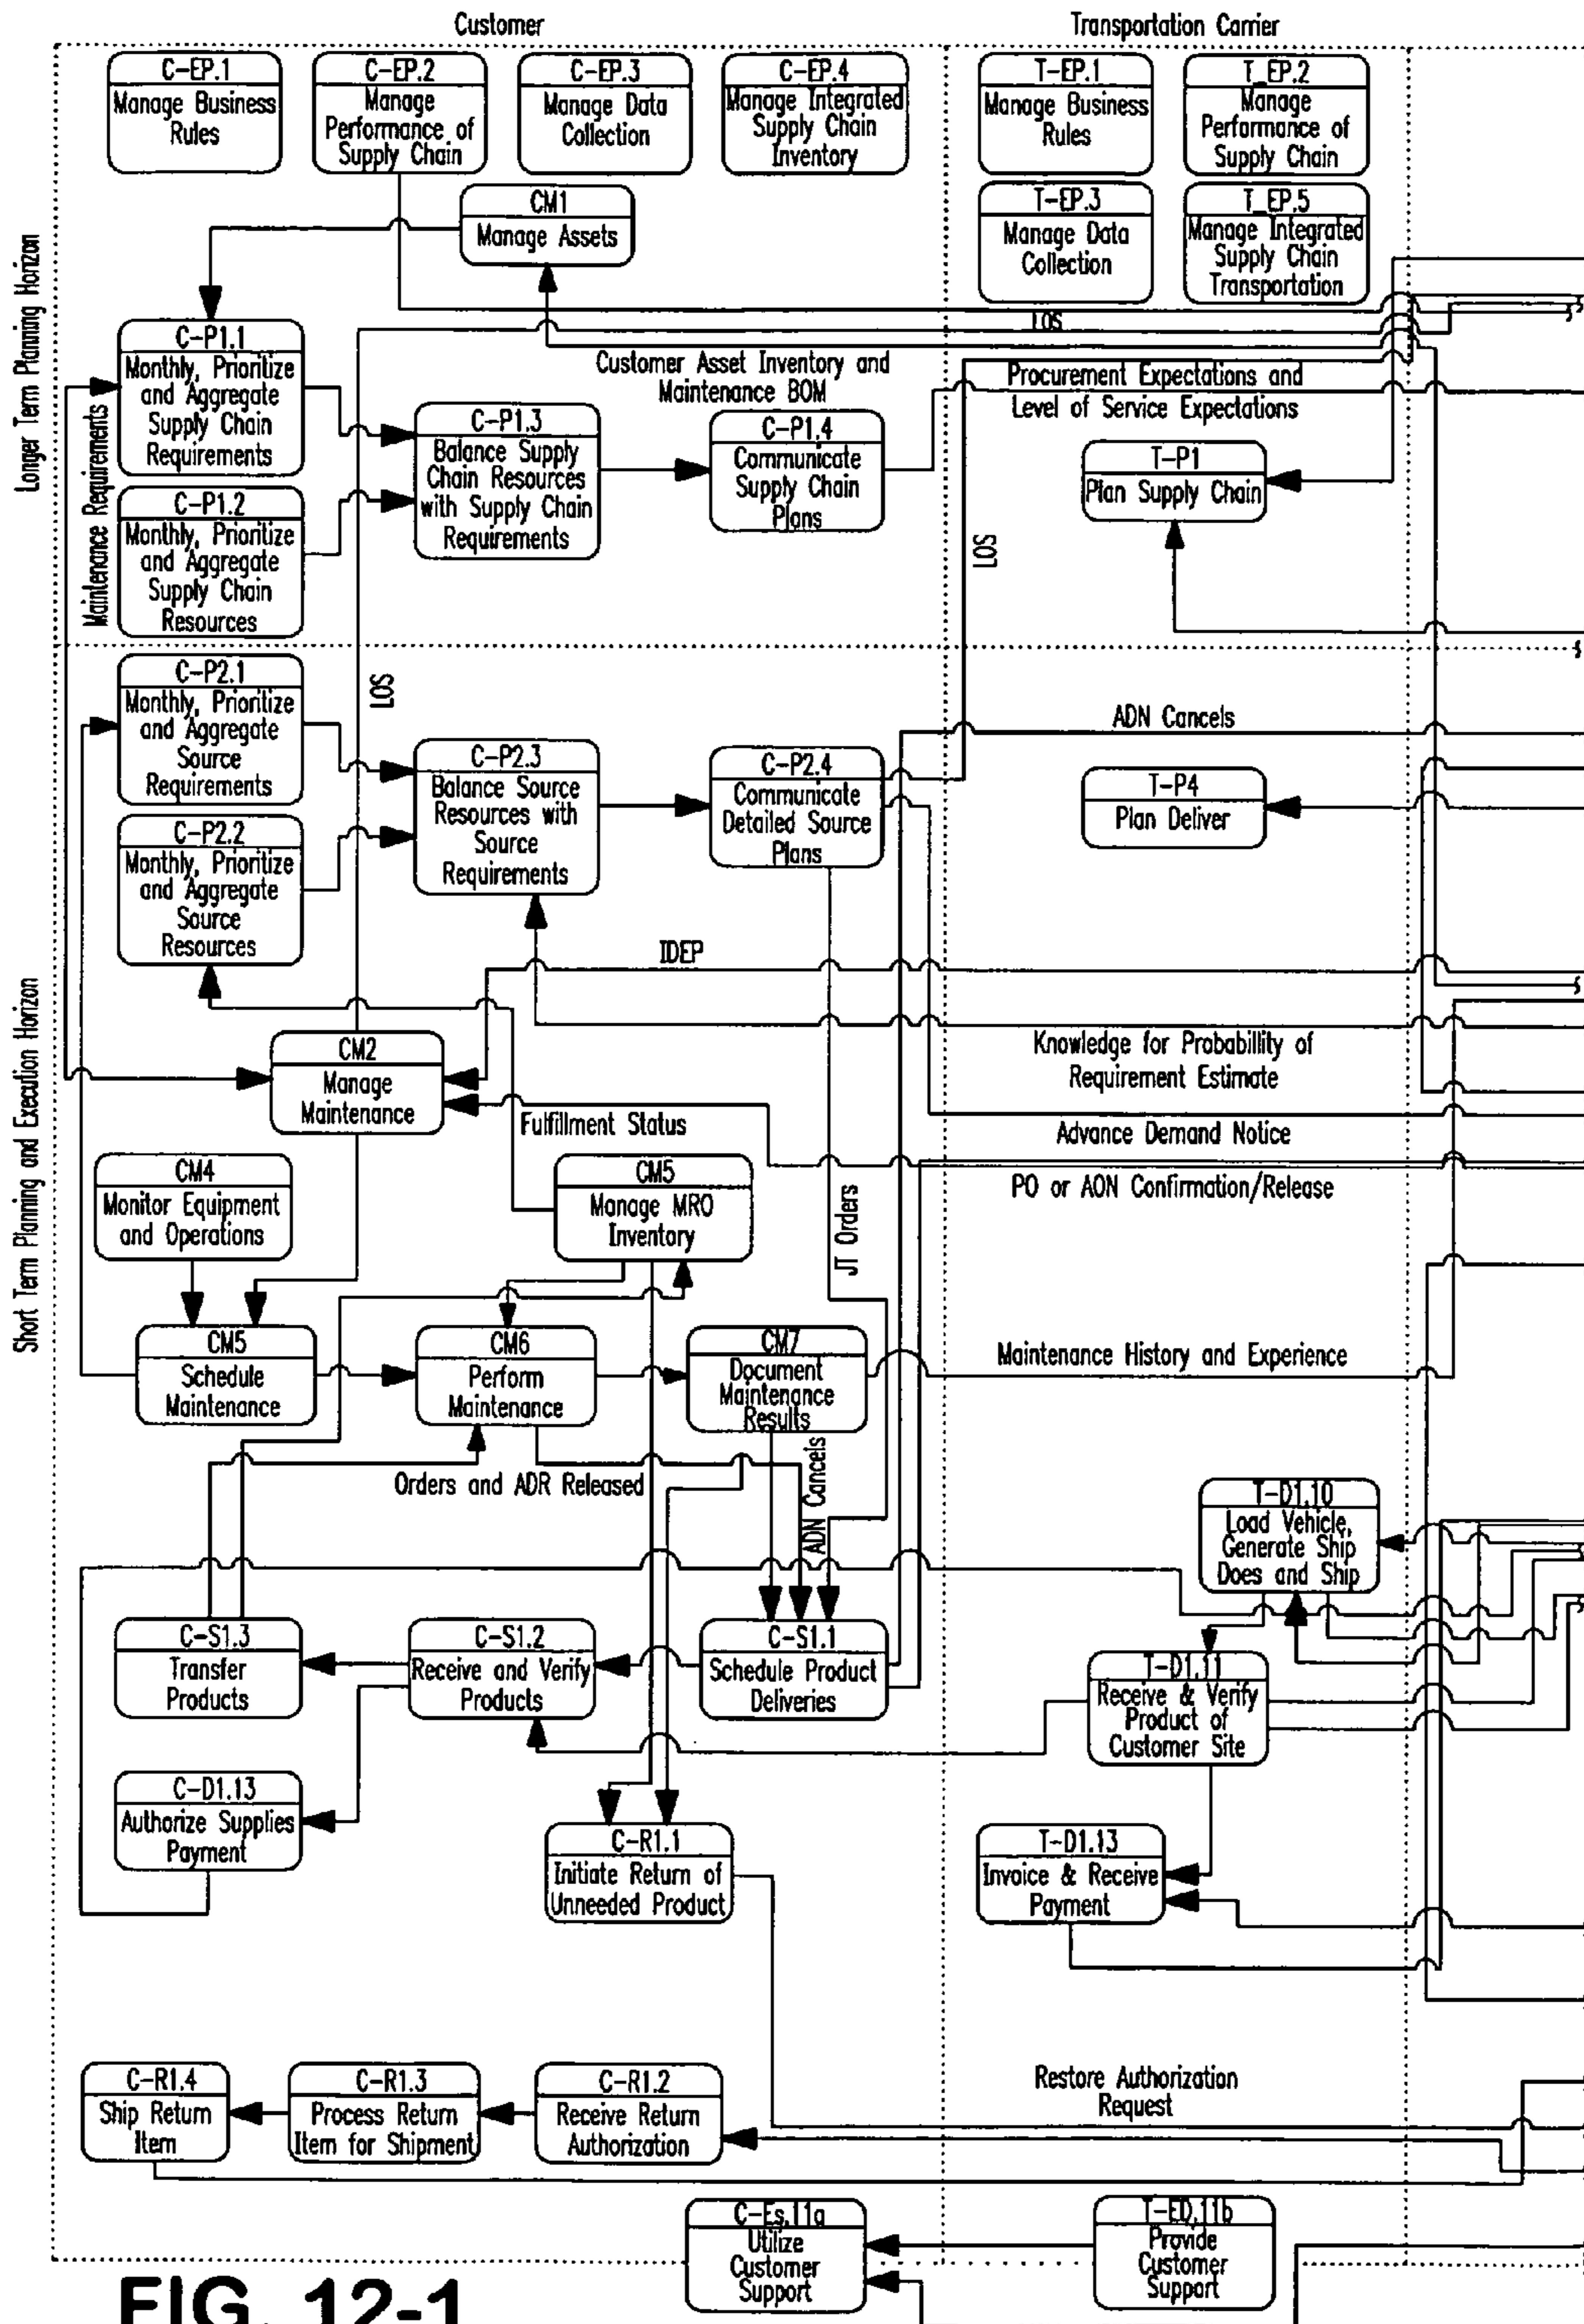 Customer
Transportation Carrier
C-EP.1
Manage Business
Rules
C-EP.2
Manage
Performance of
Supply Chain
C-EP.3
Manage Data
Collection
C-EP.4
Manage Integrated
Supply Chain
Inventory
T-EP.1
Manage Business
Rules
T_EP.2
Manage
Performance of
Supply Chain
CM1
Manage Assets
T-EP.3
Manage Data
Collection
T_EP.5
Manage Integrated
Supply Chain
Transportation
Longer Term Planning Horizon
LOS
C-P1.1
Monthly, Prioritize
and Aggregate
Supply Chain
Requirements
Customer Asset Inventory and
Maintenance BOM
Procurement Expectations and
Level of Service Expectations
Maintenance Requirements
C-P1.3
Balance Supply
Chain Resources
with Supply Chain
Requirements
C-P1.4
Communicate
Supply Chain
Plans
T-P1
Plan Supply Chain
C-P1.2
Monthly, Prioritize
and Aggregate
Supply Chain
Resources
LOS
C-P2.1
Monthly, Prioritize
and Aggregate
Source
Requirements
LOS
ADN Cancels
C-P2.3
Balance Source
Resources with
Source
Requirements
C-P2.4
Communicate
Detailed Source
Plans
T-P4
Plan Deliver
C-P2.2
Monthly, Prioritize
and Aggregate
Source
Resources
IDEP
Short Term Planning and Execution Horizon
CM2
Manage
Maintenance
Knowledge for Probabillity of
Requirement Estimate
Fulfillment Status
Advance Demand Notice
CM4
Monitor Equipment
and Operations
CM5
Manage MRO
Inventory
PO or AON Confirmation/Release
JT Orders
CM5
Schedule
Maintenance
CM6
Perform
Maintenance
CM7
Document
Maintenance
Results
Maintenance History and Experience
Orders and ADR Released
ADN Cancels
T-D1.10
Load Vehicle,
Generate Ship
Does and Ship
C-S1.3
Transfer
Products
C-S1.2
Receive and Verify
Products
C-S1.1
Schedule Product
Deliveries
T-D1.11
Receive & Verify
Product of
Customer Site
C-D1.13
Authorize Supplies
Payment
C-R1.1
Initiate Return of
Unneeded Product
T-D1.13
Invoice & Receive
Payment
C-R1.4
Ship Return
Item
C-R1.3
Process Return
Item for Shipment
C-R1.2
Receive Return
Authorization
Restore Authorization
Request
C-Es.11a
Utilize
Customer
Support
T-ED.11b
Provide
Customer
Support
FIG. 12-1